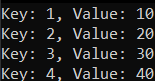 Key: 1, Value: 10
Key: 2, Value: 20
Key: 3, Value: 30
Key: 4, Value: 40